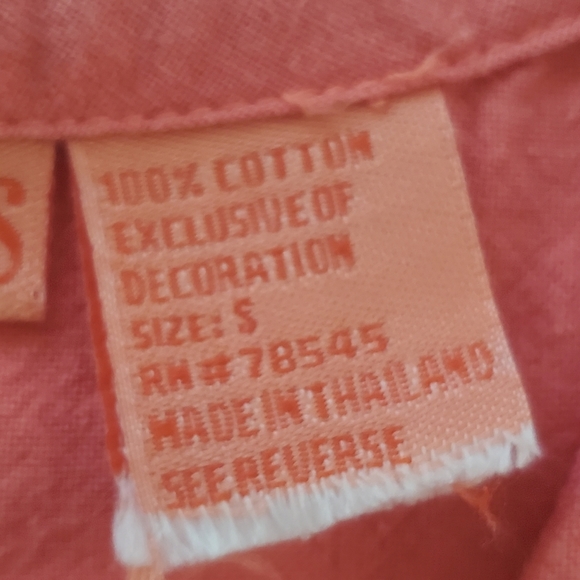 S
100% COTTON
EXCLUSIVE OF
DECORATION
SIZE: S
RN# 78545
MADE IN THAILAND
SEE REVERSE